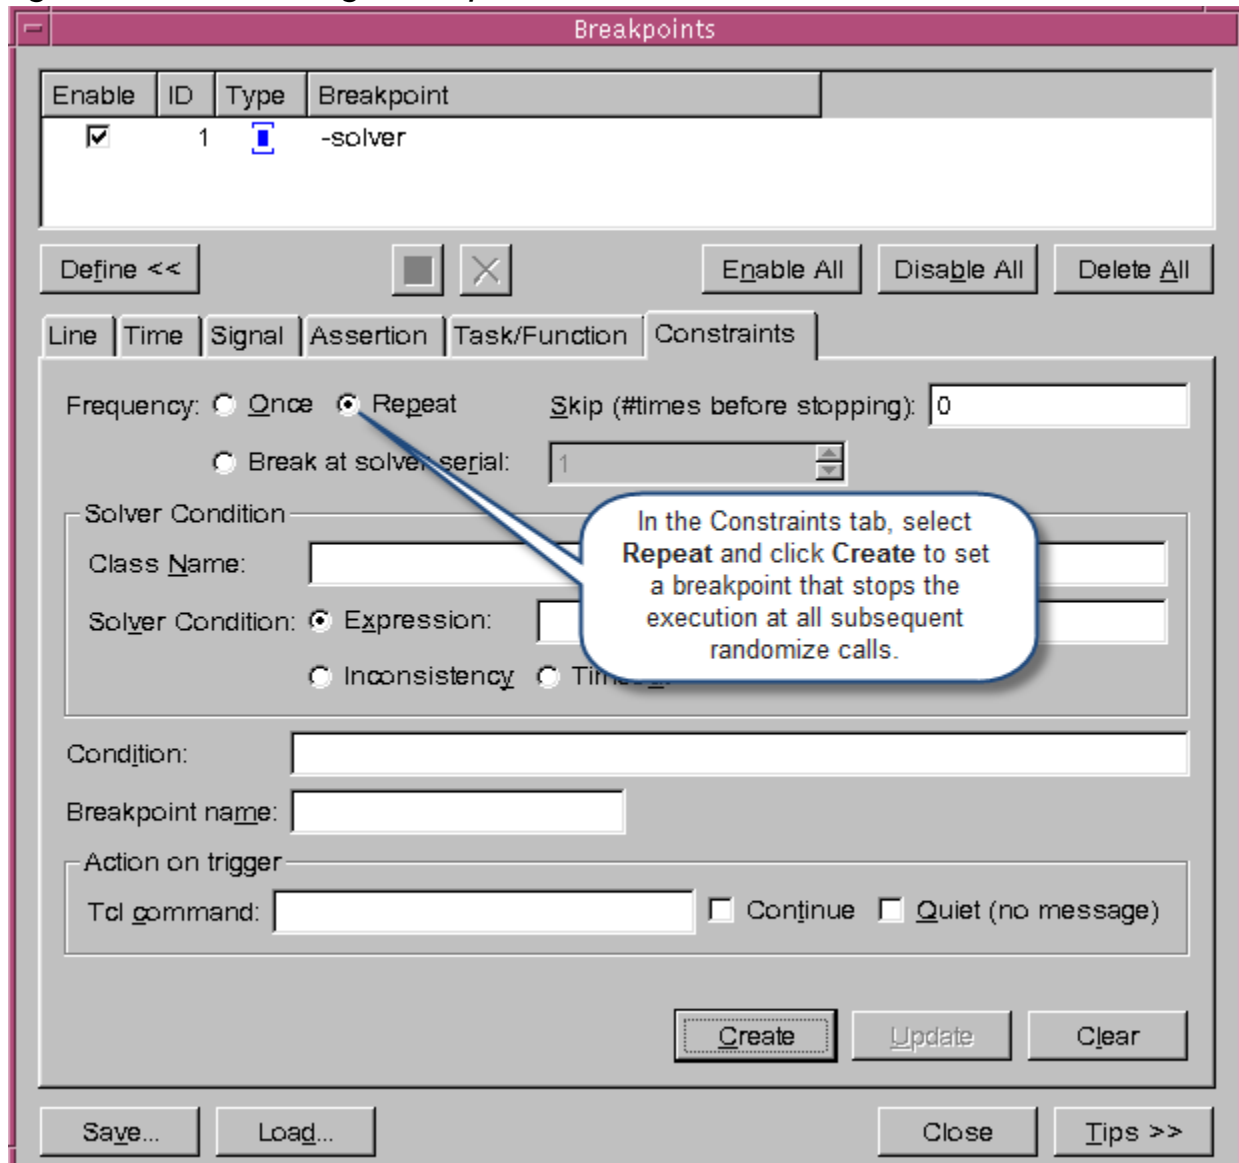 Breakpoints
Enable ID Type Breakpoint
1 -solver
Define << Enable All Disable All Delete All
Line Time Signal Assertion Task/Function Constraints
Frequency: Once Repeat Skip (#times before stopping): 0
Break at solver serial: 1
Solver Condition
In the Constraints tab, select
Repeat and click Create to set
a breakpoint that stops the
execution at all subsequent
randomize calls.
Class Name:
Solver Condition: Expression:
Inconsistency
Condition:
Breakpoint name:
Action on trigger
Tcl command: Continue Quiet (no message)
Create Update Clear
Save... Load... Close Tips >>